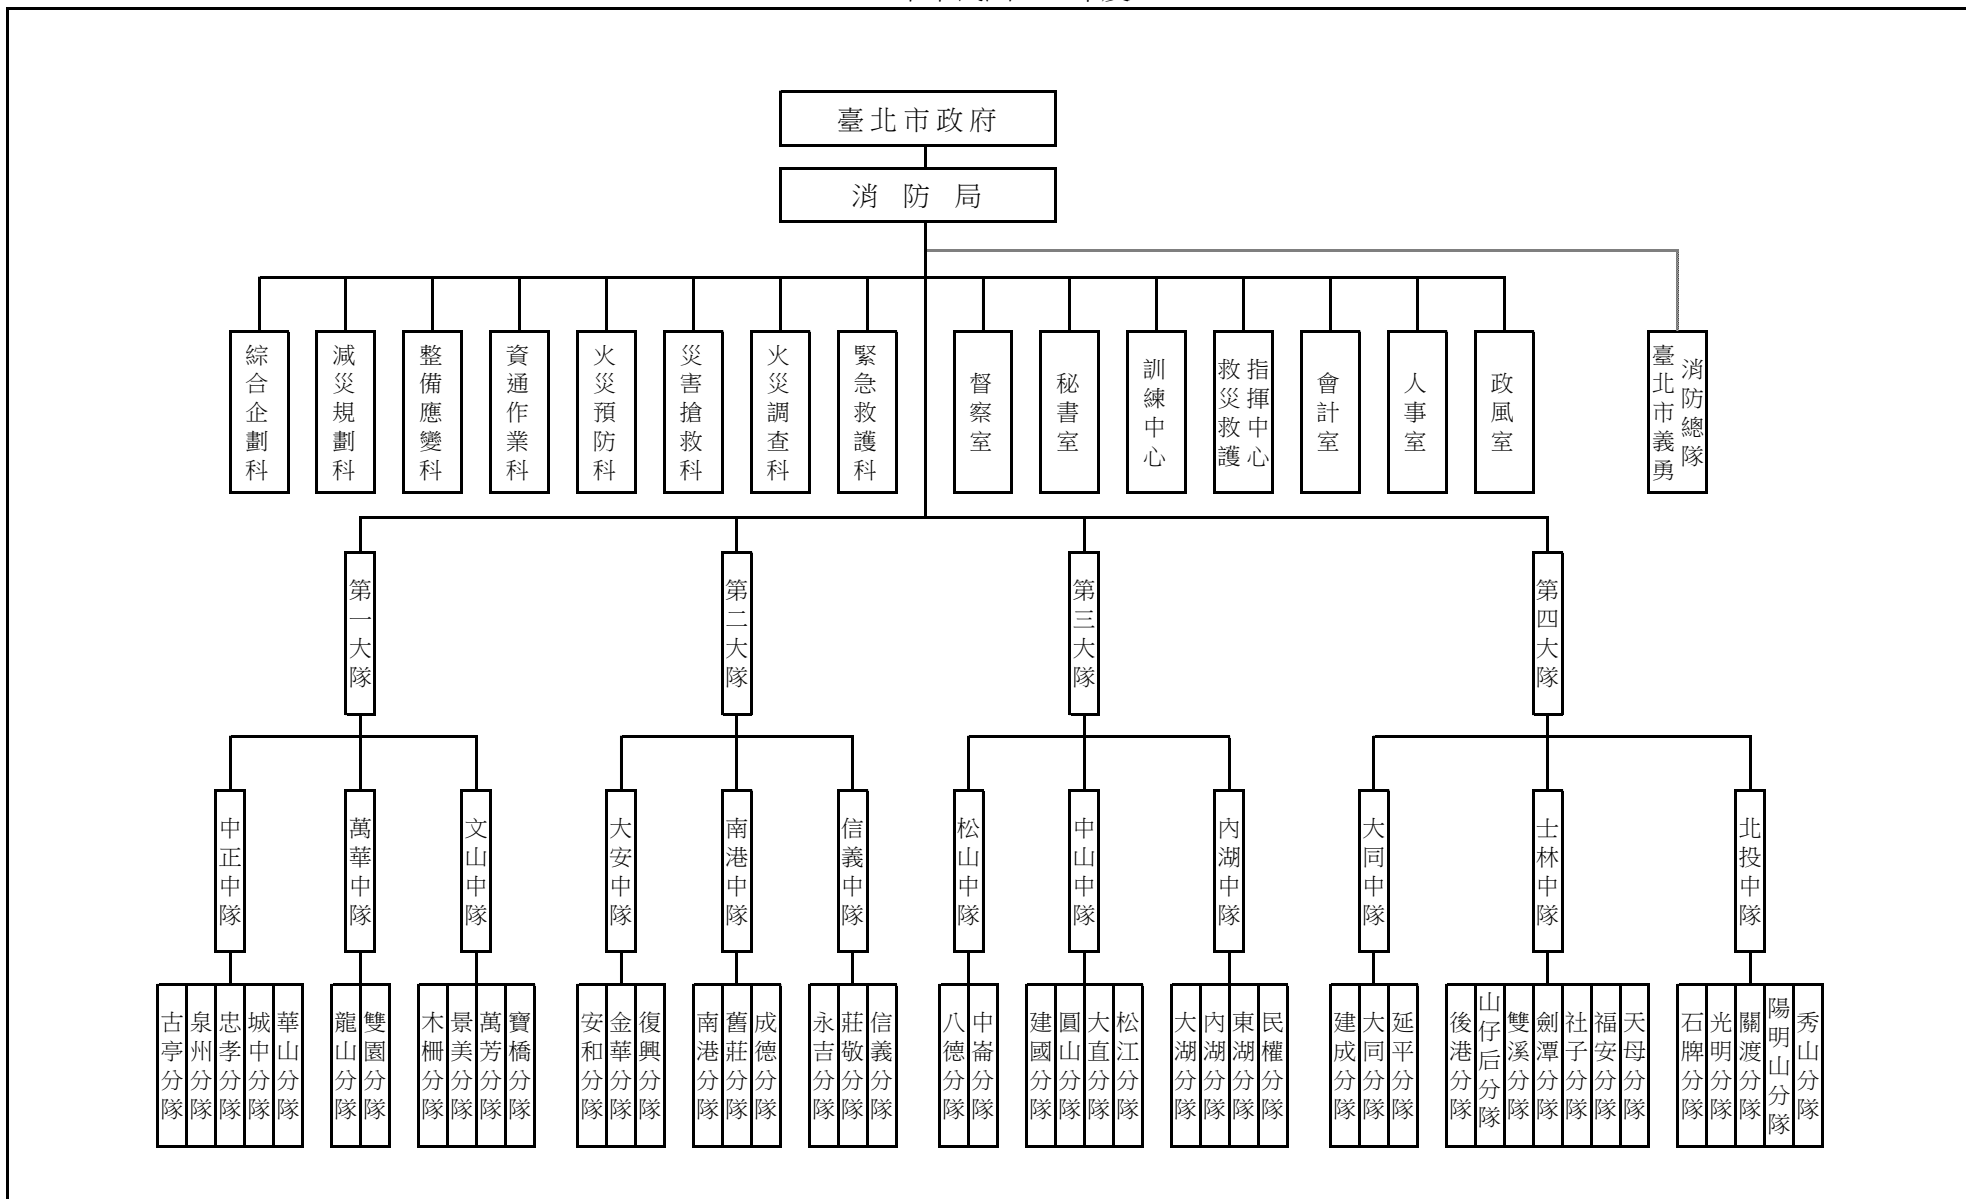 臺北市政府
消防局
綜合企劃科
減災規劃科
整備應變科
資通作業科
火災預防科
災害搶救科
火災調查科
緊急救護科
督察室
秘書室
訓練中心
救災救護
指揮中心
會計室
人事室
政風室
臺北市義勇
消防總隊
第一大隊
第二大隊
第三大隊
第四大隊
中正中隊
萬華中隊
文山中隊
大安中隊
南港中隊
信義中隊
松山中隊
中山中隊
內湖中隊
大同中隊
士林中隊
北投中隊
古亭分隊
泉州分隊
忠孝分隊
城中分隊
華山分隊
龍山分隊
雙園分隊
木柵分隊
景美分隊
萬芳分隊
寶橋分隊
安和分隊
金華分隊
復興分隊
南港分隊
舊莊分隊
成德分隊
永吉分隊
莊敬分隊
信義分隊
八德分隊
中崙分隊
建國分隊
圓山分隊
大直分隊
松江分隊
大湖分隊
內湖分隊
東湖分隊
民權分隊
建成分隊
大同分隊
延平分隊
後港分隊
山仔后分隊
雙溪分隊
劍潭分隊
社子分隊
福安分隊
天母分隊
石牌分隊
光明分隊
關渡分隊
陽明山分隊
秀山分隊